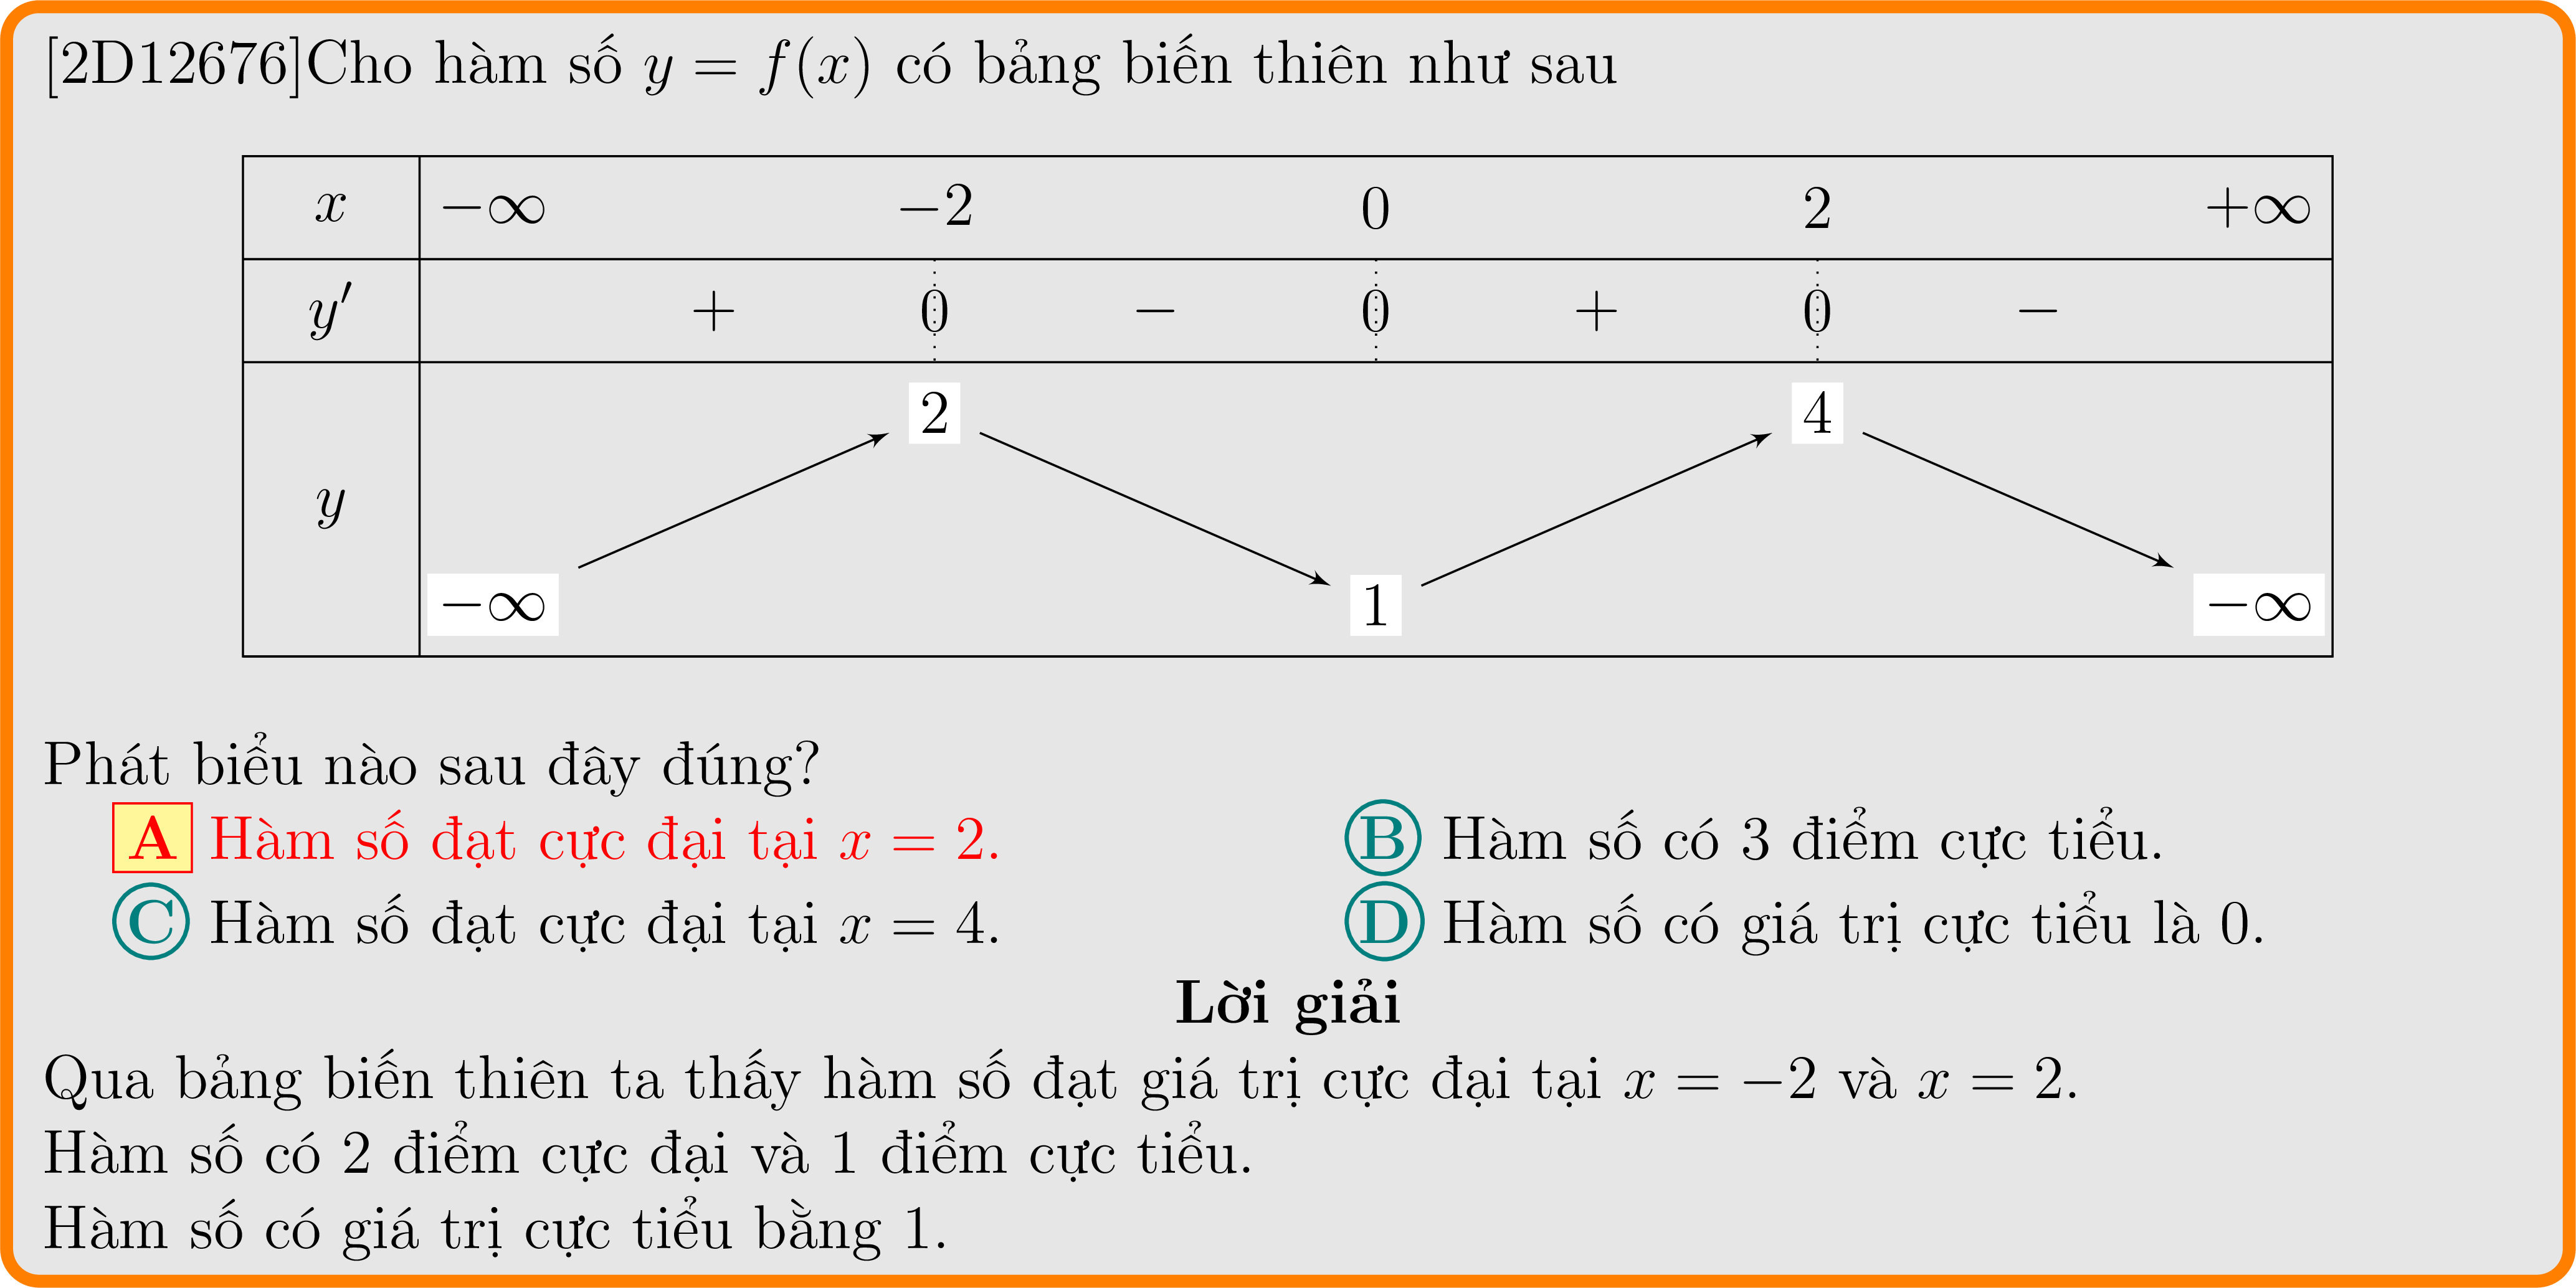 [2D12676]Cho hàm số y = f(x) có bảng biến thiên như sau
x −∞ −2 0 2 +∞
y′ + 0 − 0 + 0 −
2 4
y
−∞ 1 −∞
Phát biểu nào sau đây đúng?
A Hàm số đạt cực đại tại x = 2. B Hàm số có 3 điểm cực tiểu.
C Hàm số đạt cực đại tại x = 4. D Hàm số có giá trị cực tiểu là 0.
Lời giải
Qua bảng biến thiên ta thấy hàm số đạt giá trị cực đại tại x = −2 và x = 2.
Hàm số có 2 điểm cực đại và 1 điểm cực tiểu.
Hàm số có giá trị cực tiểu bằng 1.